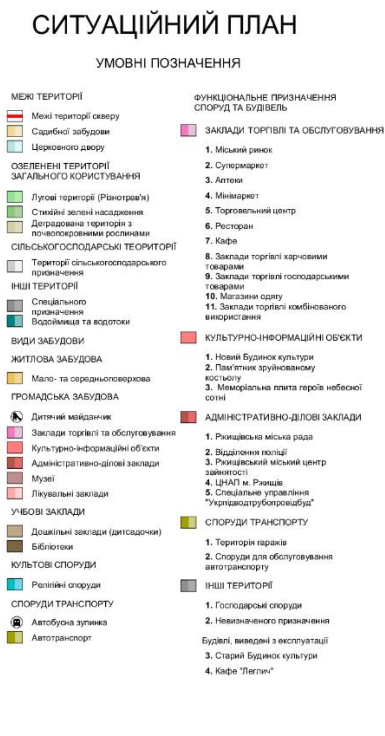 СИТУАЦІЙНИЙ ПЛАН
УМОВНІ ПОЗНАЧЕННЯ
МЕЖІ ТЕРИТОРІЇ
Межі території скверу
Садибної забудови
Церковного двору
ОЗЕЛЕНЕНІ ТЕРИТОРІЇ
ЗАГАЛЬНОГО КОРИСТУВАННЯ
Лугові території (Різнотрав'я)
Стихійні зелені насадження
Деградована територія з
почвопокровними рослинами
СІЛЬСЬКОГОСПОДАРСЬКІ ТЕОРИТОРІЇ
Території сільськогосподарського
призначення
ІНШІ ТЕРИТОРІЇ
Спеціального
призначення
Водоймища та водотоки
ВИДИ ЗАБУДОВИ
ЖИТЛОВА ЗАБУДОВА
Мало- та середньоповерхова
ГРОМАДСЬКА ЗАБУДОВА
Дитячий майданчик
Заклади торгівлі та обслуговування
Культурно-інформаційні об'єкти
Адміністративно-ділові заклади
Музеї
Лікувальні заклади
УЧБОВІ ЗАКЛАДИ
Дошкільні заклади (дитсадочки)
Бібліотеки
КУЛЬТОВІ СПОРУДИ
Релігійні споруди
СПОРУДИ ТРАНСПОРТУ
Автобусна зупинка
Автотранспорт
ФУНКЦІОНАЛЬНЕ ПРИЗНАЧЕННЯ
СПОРУД ТА БУДІВЕЛЬ
ЗАКЛАДИ ТОРГІВЛІ ТА ОБСЛУГОВУВАННЯ
1. Міський ринок
2. Супермаркет
3. Аптеки
4. Мінімаркет
5. Торговельний центр
6. Ресторан
7. Кафе
8. Заклади торгівлі харчовими
товарами
9. Заклади торгівлі господарськими
товарами
10. Магазини одягу
11. Заклади торгівлі комбінованого
використання
КУЛЬТУРНО-ІНФОРМАЦІЙНІ ОБ'ЄКТИ
1. Новий Будинок культури
2. Пам'ятник зруйнованому
костьолу
3. Меморіальна плита героїв небесної
сотні
АДМІНІСТРАТИВНО-ДІЛОВІ ЗАКЛАДИ
1. Ржищівська міська рада
2. Відділення поліції
3. Ржищівський міський центр
зайнятості
4. ЦНАП м. Ржищів
5. Спеціальне управління
"Укрпідводтрубопровідбуд"
СПОРУДИ ТРАНСПОРТУ
1. Територія гаражів
2. Споруди для обслуговування
автотранспорту
ІНШІ ТЕРИТОРІЇ
1. Господарські споруди
2. Невизначеного призначення
Будівлі, виведені з експлуатації
3. Старий Будинок культури
4. Кафе "Леглич"